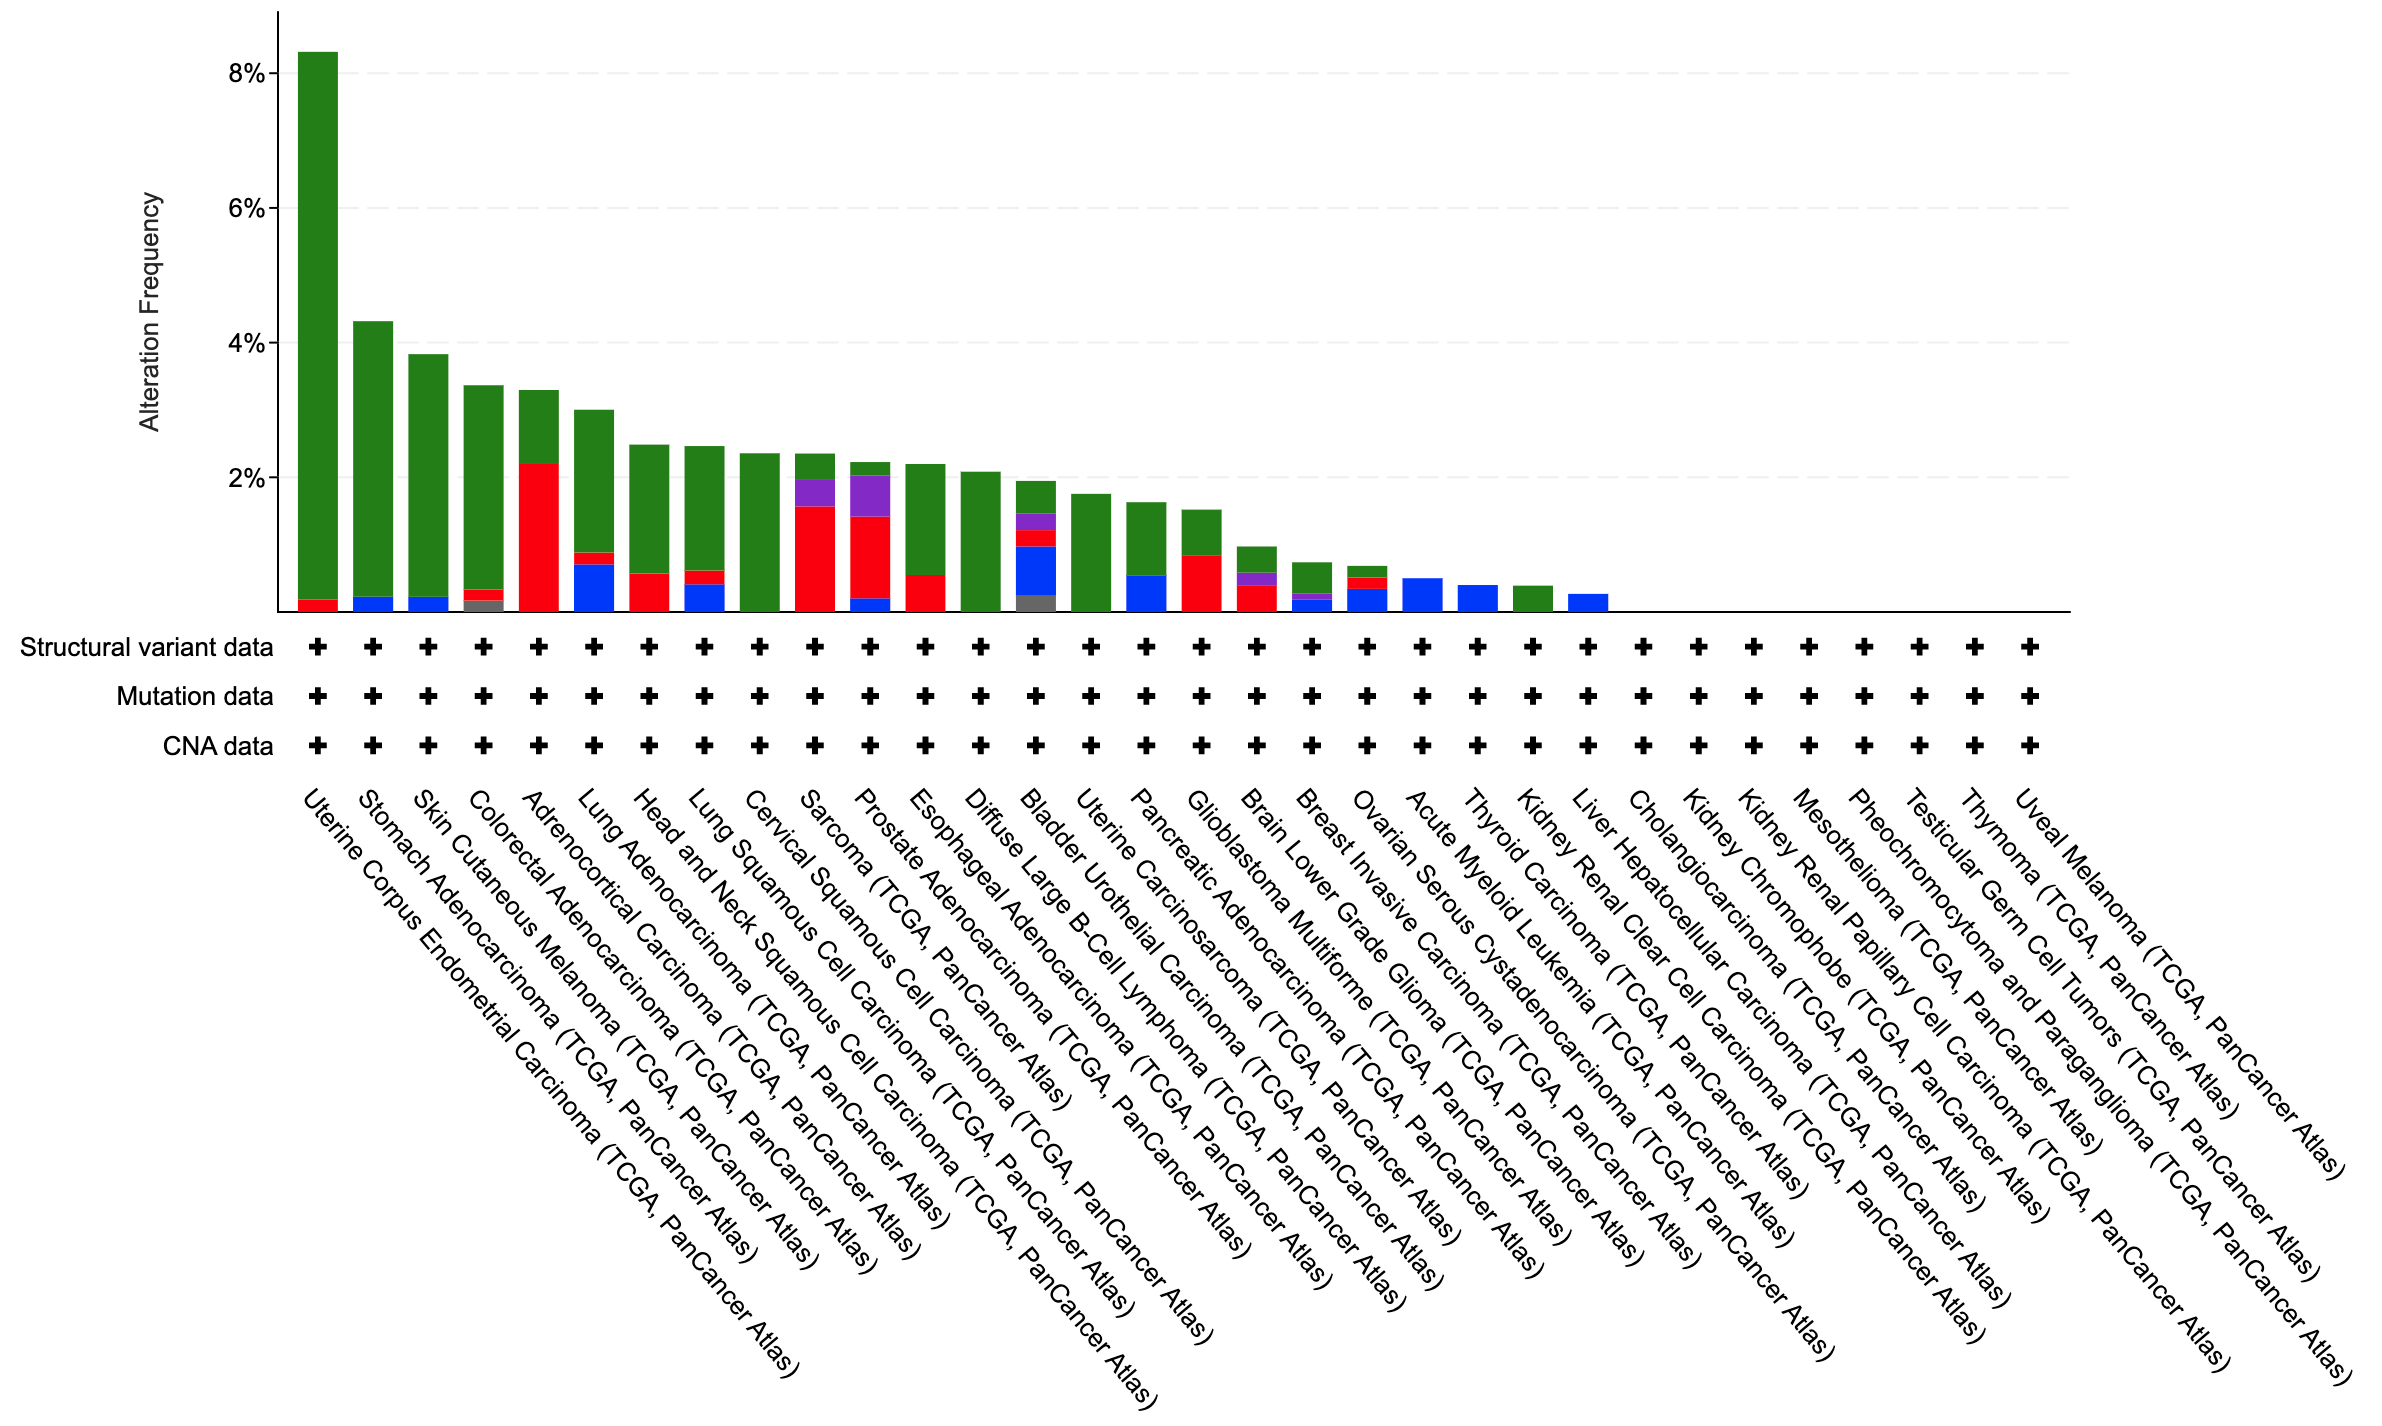 8%
6%
4%
2%
Alteration Frequency
Structural variant data
Mutation data
CNA data
Uterine Corpus Endometrial Carcinoma (TCGA, PanCancer Atlas)
Stomach Adenocarcinoma (TCGA, PanCancer Atlas)
Skin Cutaneous Melanoma (TCGA, PanCancer Atlas)
Colorectal Adenocarcinoma (TCGA, PanCancer Atlas)
Adrenocortical Carcinoma (TCGA, PanCancer Atlas)
Lung Adenocarcinoma (TCGA, PanCancer Atlas)
Head and Neck Squamous Cell Carcinoma (TCGA, PanCancer Atlas)
Lung Squamous Cell Carcinoma (TCGA, PanCancer Atlas)
Cervical Squamous Cell Carcinoma (TCGA, PanCancer Atlas)
Sarcoma (TCGA, PanCancer Atlas)
Prostate Adenocarcinoma (TCGA, PanCancer Atlas)
Esophageal Adenocarcinoma (TCGA, PanCancer Atlas)
Diffuse Large B-Cell Lymphoma (TCGA, PanCancer Atlas)
Bladder Urothelial Carcinoma (TCGA, PanCancer Atlas)
Uterine Carcinosarcoma (TCGA, PanCancer Atlas)
Pancreatic Adenocarcinoma (TCGA, PanCancer Atlas)
Glioblastoma Multiforme (TCGA, PanCancer Atlas)
Brain Lower Grade Glioma (TCGA, PanCancer Atlas)
Breast Invasive Carcinoma (TCGA, PanCancer Atlas)
Ovarian Serous Cystadenocarcinoma (TCGA, PanCancer Atlas)
Acute Myeloid Leukemia (TCGA, PanCancer Atlas)
Thyroid Carcinoma (TCGA, PanCancer Atlas)
Kidney Renal Clear Cell Carcinoma (TCGA, PanCancer Atlas)
Liver Hepatocellular Carcinoma (TCGA, PanCancer Atlas)
Cholangiocarcinoma (TCGA, PanCancer Atlas)
Kidney Chromophobe (TCGA, PanCancer Atlas)
Kidney Renal Papillary Cell Carcinoma (TCGA, PanCancer Atlas)
Mesothelioma (TCGA, PanCancer Atlas)
Pheochromocytoma and Paraganglioma (TCGA, PanCancer Atlas)
Testicular Germ Cell Tumors (TCGA, PanCancer Atlas)
Thymoma (TCGA, PanCancer Atlas)
Uveal Melanoma (TCGA, PanCancer Atlas)